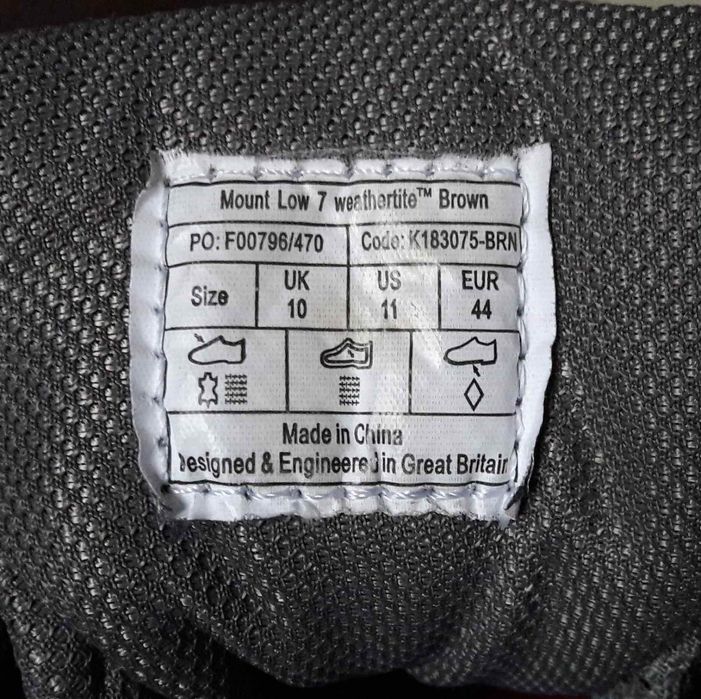 Mount Low 7 weathertite™ Brown
PO: F00796/470 Code: K183075-BRN
Size UK 10 US 11 EUR 44
Made in China
Designed & Engineered in Great Britain